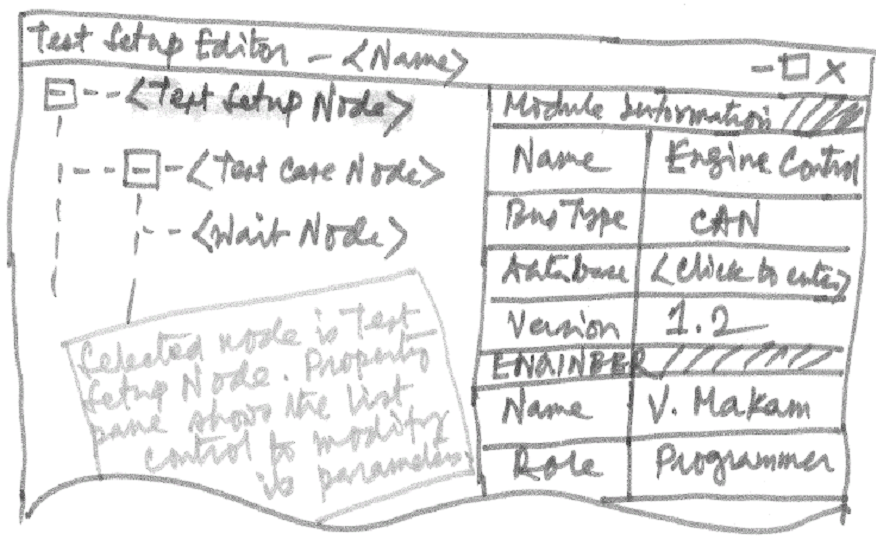 Test Setup Editor - <Name>
<Test Setup Node>
<Test Case Node>
<Wait Node>
Selected node is Test
Setup Node. Property
pane shows the list
control to modify
is parameters.
Module Information
Name Engine Control
Bus Type CAN
Database <click to enter>
Version 1.2
ENGINEER
Name V. Makam
Role Programmer